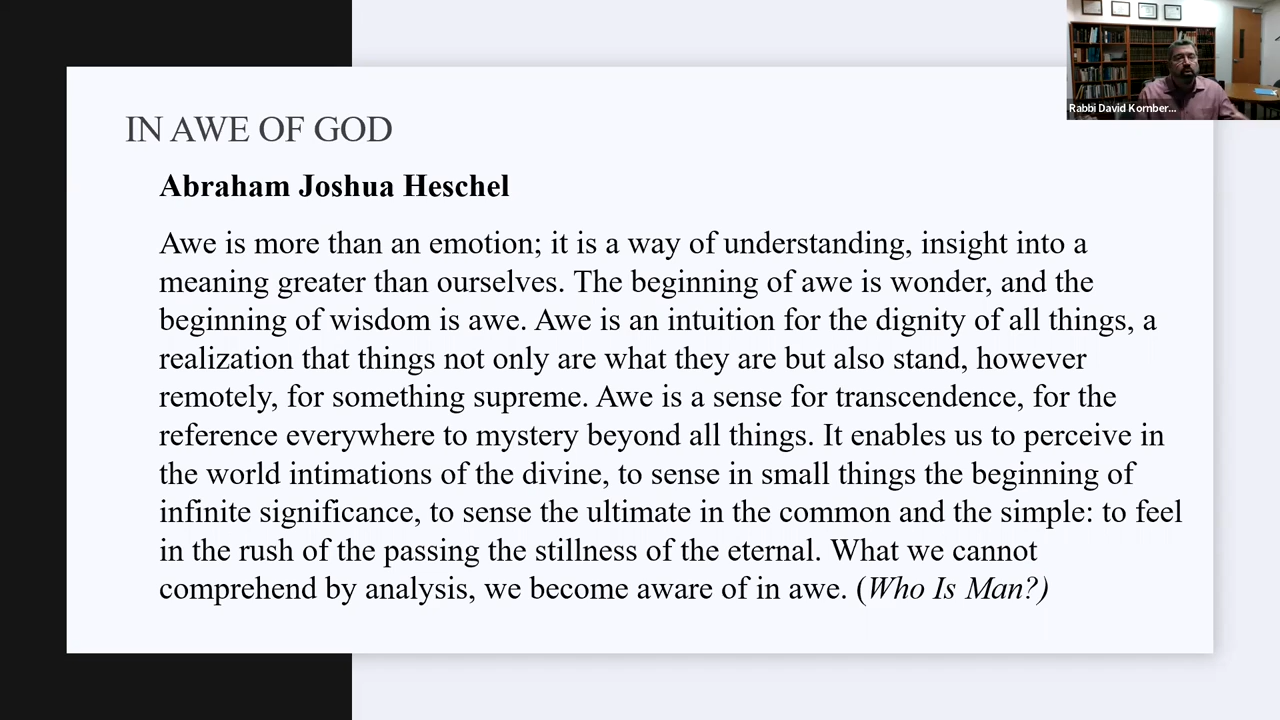 Rabbi David Kornber...
IN AWE OF GOD
Abraham Joshua Heschel
Awe is more than an emotion; it is a way of understanding, insight into a
meaning greater than ourselves. The beginning of awe is wonder, and the
beginning of wisdom is awe. Awe is an intuition for the dignity of all things, a
realization that things not only are what they are but also stand, however
remotely, for something supreme. Awe is a sense for transcendence, for the
reference everywhere to mystery beyond all things. It enables us to perceive in
the world intimations of the divine, to sense in small things the beginning of
infinite significance, to sense the ultimate in the common and the simple: to feel
in the rush of the passing the stillness of the eternal. What we cannot
comprehend by analysis, we become aware of in awe. (Who Is Man?)